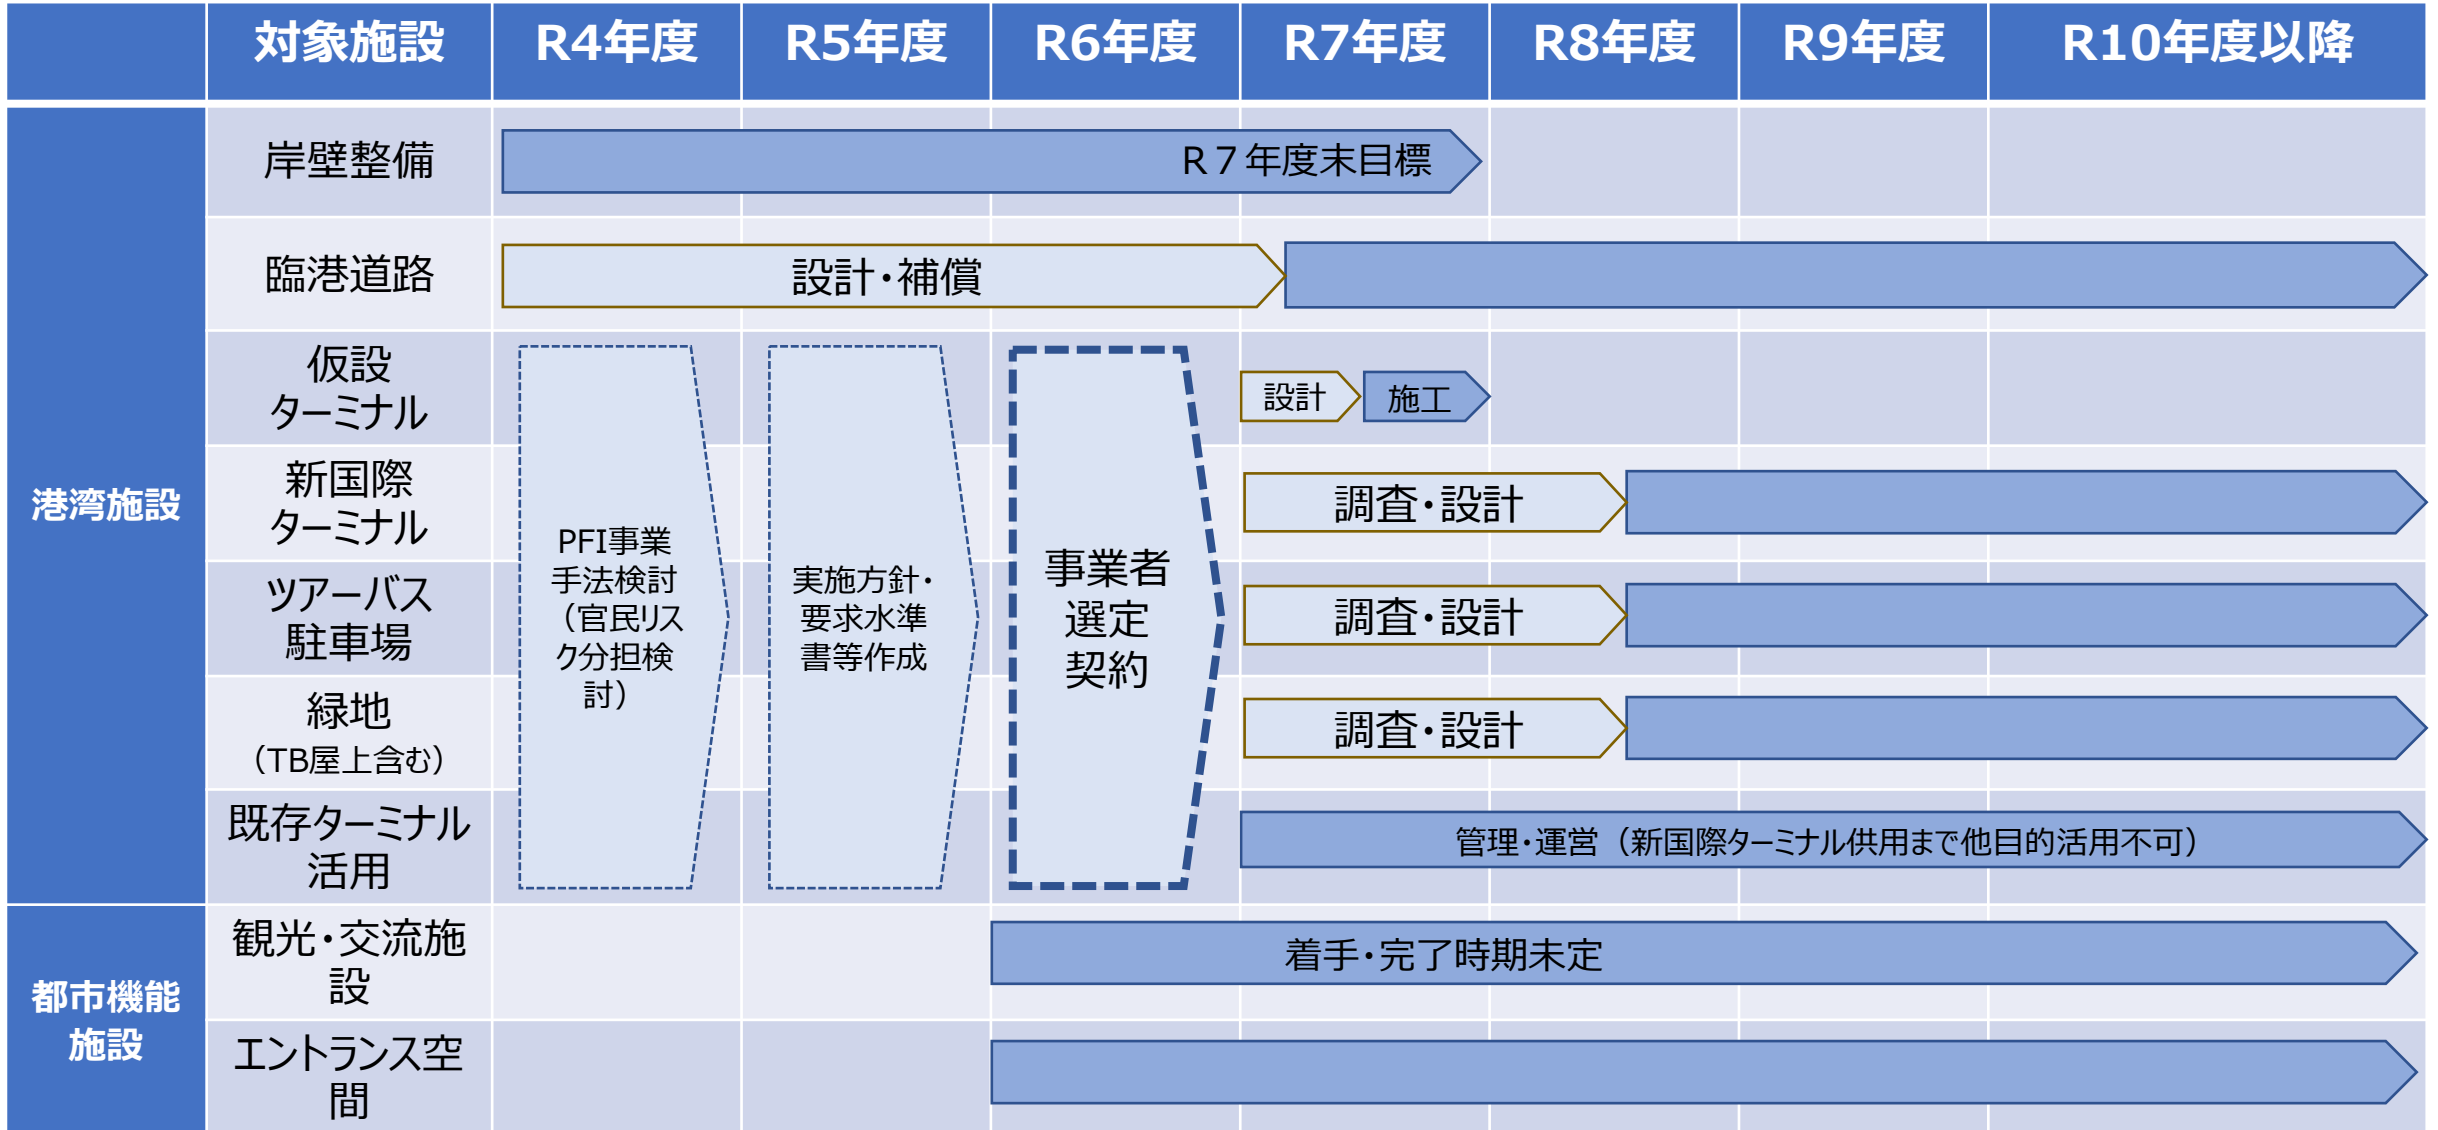 対象施設 R4年度 R5年度 R6年度 R7年度 R8年度 R9年度 R10年度以降
港湾施設
岸壁整備
R７年度末目標
臨港道路
設計・補償
仮設
ターミナル
設計
施工
新国際
ターミナル
調査・設計
ツアーバス
駐車場
調査・設計
緑地
（TB屋上含む）
調査・設計
既存ターミナル
活用
管理・運営（新国際ターミナル供用まで他目的活用不可）
PFI事業
手法検討
（官民リス
ク分担検
討）
実施方針・
要求水準
書等作成
事業者
選定
契約
都市機能
施設
観光・交流施
設
着手・完了時期未定
エントランス空
間